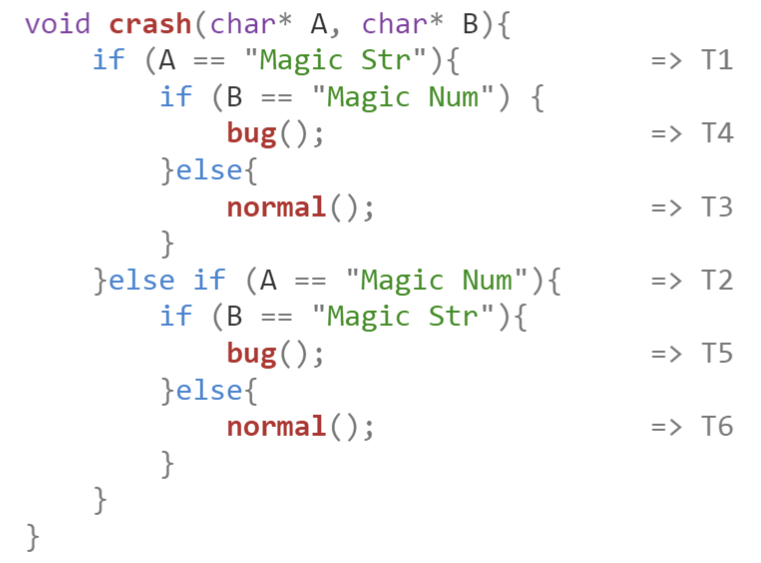 void crash(char* A, char* B){
if (A == "Magic Str"){ => T1
if (B == "Magic Num") {
bug(); => T4
}else{
normal(); => T3
}
}else if (A == "Magic Num"){ => T2
if (B == "Magic Str"){
bug(); => T5
}else{
normal(); => T6
}
}
}